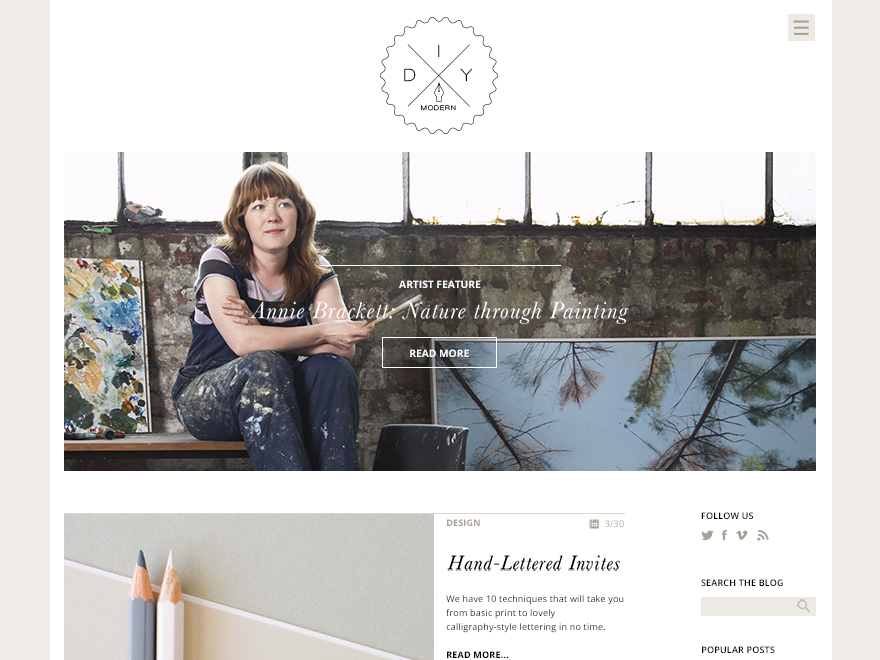 I
D Y
MODERN
ARTIST FEATURE
Annie Brackett: Nature through Painting
READ MORE
DESIGN 3/30
Hand-Lettered Invites
We have 10 techniques that will take you
from basic print to lovely
calligraphy-style lettering in no time.
READ MORE...
FOLLOW US
SEARCH THE BLOG
POPULAR POSTS